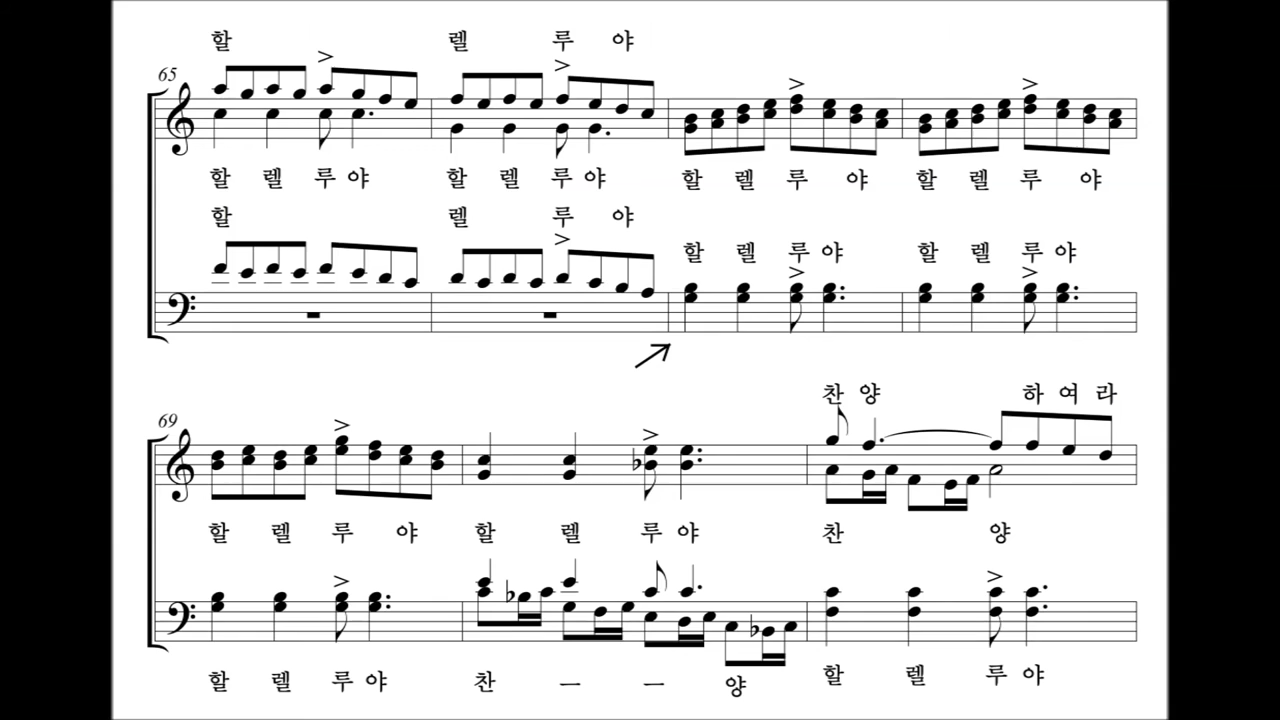 할 렐 루 야
65
할 렐 루 야 할 렐 루 야 할 렐 루 야 할 렐 루 야
할 렐 루 야
할 렐 루 야 할 렐 루 야
찬 양 하 여 라
69
할 렐 루 야 할 렐 루 야 찬 양
할 렐 루 야 찬 ㅡ ㅡ 양 할 렐 루 야